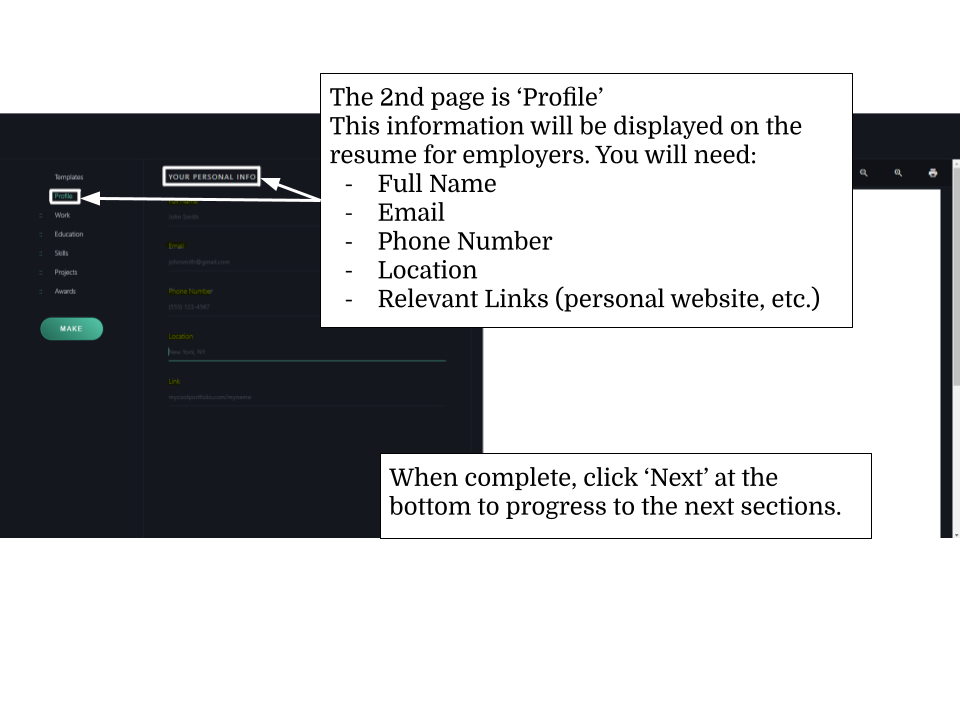 The 2nd page is ‘Profile’
This information will be displayed on the
resume for employers. You will need:
- Full Name
- Email
- Phone Number
- Location
- Relevant Links (personal website, etc.)
Templates
Profile
Work
Education
Skills
Projects
Awards
MAKE
YOUR PERSONAL INFO
Full Name
John Smith
Email
johnsmith@gmail.com
Phone Number
(555) 123-4567
Location
New York, NY
Link
When complete, click ‘Next’ at the
bottom to progress to the next sections.